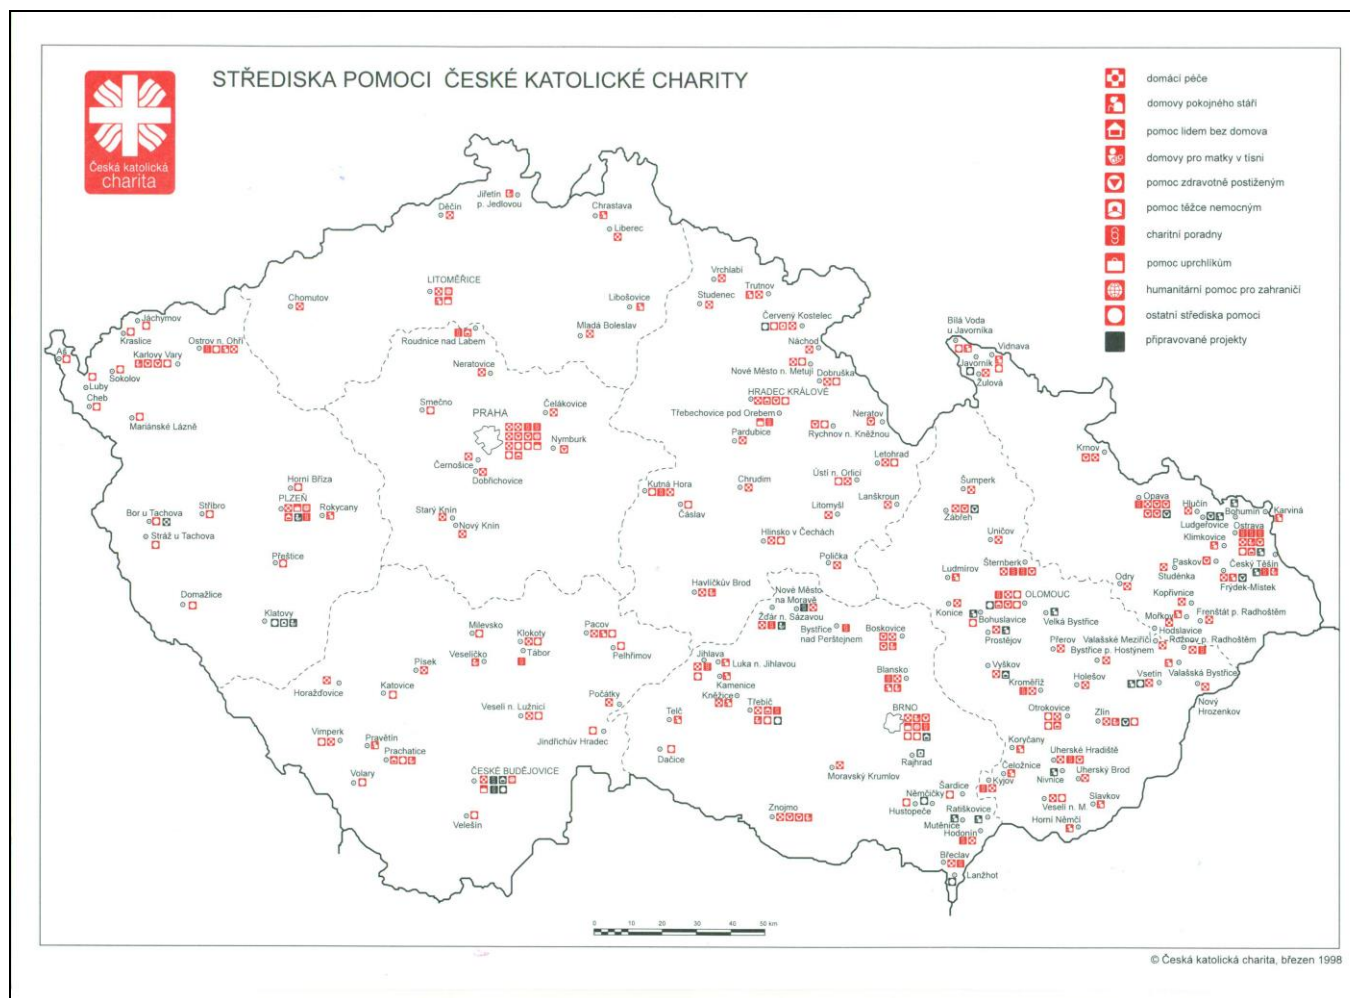 STŘEDISKA POMOCI ČESKÉ KATOLICKÉ CHARITY
Česká katolická
charita
domácí péče
domovy pokojného stáří
pomoc lidem bez domova
domovy pro matky v tísni
pomoc zdravotně postiženým
pomoc těžce nemocným
charitní poradny
pomoc uprchlíkům
humanitární pomoc pro zahraničí
ostatní střediska pomoci
připravované projekty
Jiřetín
p. Jedlovou
Děčín
Chrastava
Liberec
Vrchlabí
LITOMĚŘICE
Trutnov
Chomutov
Libošovice
Studenec
Jáchymov
Kraslice
Ostrov n. Ohří
Roudnice nad Labem
Mladá Boleslav
Červený Kostelec
Bílá Voda
u Javorníka
Vidnava
Aš
Karlovy Vary
Náchod
Javorník
Sokolov
Neratovice
Nové Město n. Metují
Dobruška
Žulová
Luby
Cheb
Smečno
Čelákovice
HRADEC KRÁLOVÉ
Mariánské Lázně
PRAHA
Třebechovice pod Orebem
Neratov
Nymburk
Pardubice
Rychnov n. Kněžnou
Krnov
Černošice
Dobřichovice
Letohrad
Horní Bříza
Kutná Hora
Chrudim
Ústí n. Orlicí
Šumperk
PLZEŇ
Opava
Hlučín
Bohumín
Karviná
Stříbro
Rokycany
Čáslav
Litomyšl
Lanškroun
Bor u Tachova
Starý Knín
Nový Knín
Zábřeh
Ludgeřovice
Ostrava
Stráž u Tachova
Hlinsko v Čechách
Uničov
Klimkovice
Přeštice
Polička
Šternberk
Paskov
Český Těšín
Ludmírov
Studénka
Frýdek-Místek
Domažlice
Havlíčkův Brod
Nové Město
na Moravě
Odry
Kopřivnice
Klatovy
OLOMOUC
Konice
Žďár n. Sázavou
Velká Bystřice
Mořkov
Frenštát p. Radhoštěm
Milevsko
Klokoty
Pacov
Bystřice
nad Perštejnem
Boskovice
Bohuslavice
Prostějov
Hodslavice
Tábor
Pelhřimov
Přerov
Valašské Meziříčí
Rožnov p. Radhoštěm
Veselíčko
Jihlava
Luka n. Jihlavou
Bystřice p. Hostýnem
Písek
Kamenice
Blansko
Vyškov
Holešov
Vsetín
Valašská Bystřice
Horažďovice
Katovice
Počátky
Kněžice
Kroměříž
Nový
Hrozenkov
Třebíč
Telč
BRNO
Otrokovice
Zlín
Veselí n. Lužnicí
Vimperk
Pravětín
Jindřichův Hradec
Koryčany
Uherské Hradiště
Prachatice
Dačice
Rajhrad
Celožnice
Uherský Brod
Volary
ČESKÉ BUDĚJOVICE
Moravský Krumlov
Kyjov
Nivnice
Šardice
Němčičky
Hustopeče
Veselí n. M.
Slavkov
Velešín
Znojmo
Ratíškovice
Mutěnice
Horní Němčí
Hodonín
Břeclav
Lanžhot
0 10 20 30 40 50 km
© Česká katolická charita, březen 1998